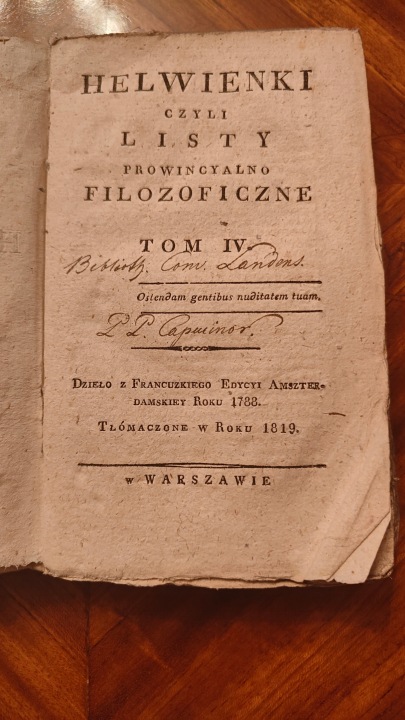 HELWIENKI
CZYLI
LISTY
PROWINCYALNO
FILOZOFICZNE
TOM IV.
Biblioth. Conv. Landens.
Ostendam gentibus nuditatem tuam.
P. P. Capucinor.
DZIEŁO Z FRANCUZKIEGO EDYCYI AMSZTER-
DAMSKIEY ROKU 1788.
TŁÓMACZONE W ROKU 1819.
w WARSZAWIE